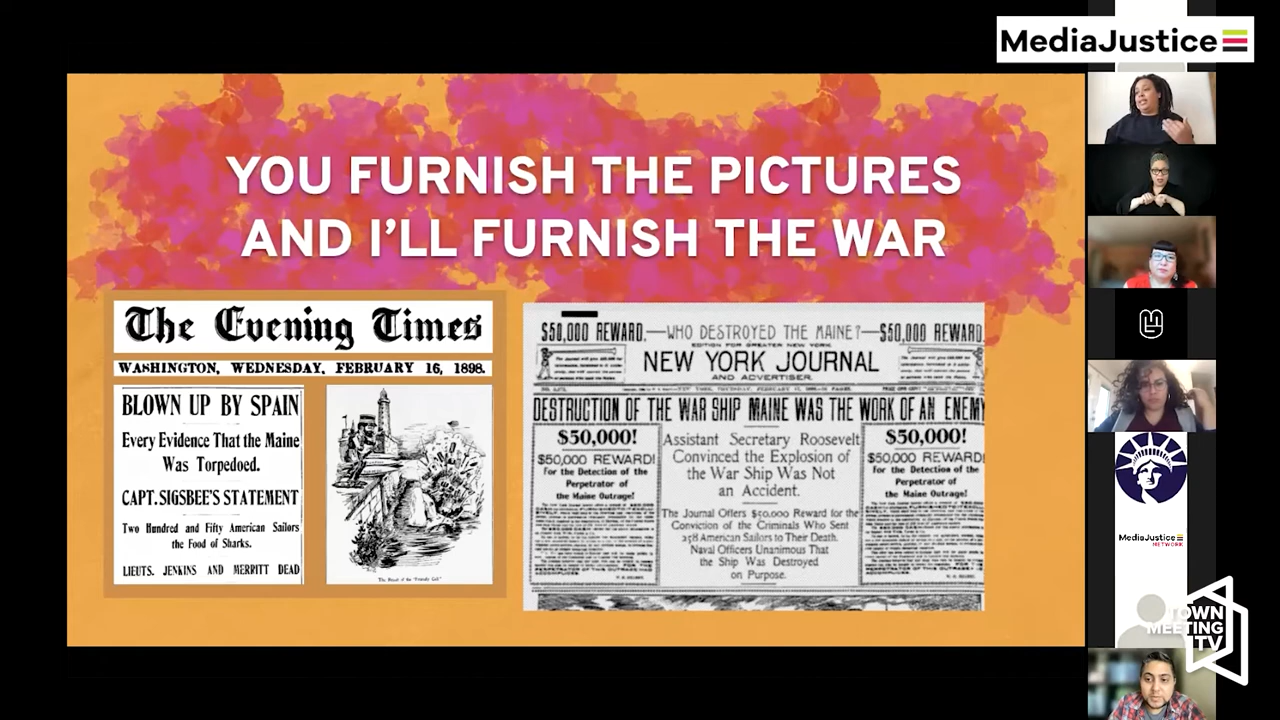 MediaJustice
YOU FURNISH THE PICTURES
AND I'LL FURNISH THE WAR
The Evening Times
WASHINGTON, WEDNESDAY, FEBRUARY 16, 1898.
BLOWN UP BY SPAIN
Every Evidence That the Maine
Was Torpedoed.
CAPT. SIGSBEE'S STATEMENT
Two Hundred and Fifty American Sailors
the Food of Sharks.
LIEUTS. JENKINS AND MERRITT DEAD
$50,000 REWARD.—WHO DESTROYED THE MAINE?—$50,000 REWARD
EDITION FOR GREATER NEW YORK
NEW YORK JOURNAL
AND ADVERTISER.
DESTRUCTION OF THE WAR SHIP MAINE WAS THE WORK OF AN ENEMY
$50,000!
$50,000 REWARD!
For the Detection of the
Perpetrator of
the Maine Outrage!
Assistant Secretary Roosevelt
Convinced the Explosion of
the War Ship Was Not
an Accident.
The Journal Offers $50,000 Reward for the
Conviction of the Criminals Who Sent
258 American Sailors to Their Death.
Naval Officers Unanimous That
the Ship Was Destroyed
on Purpose.
$50,000!
$50,000 REWARD!
For the Detection of the
Perpetrator of
the Maine Outrage!
MediaJustice
NETWORK
TOWN
MEETING
TV